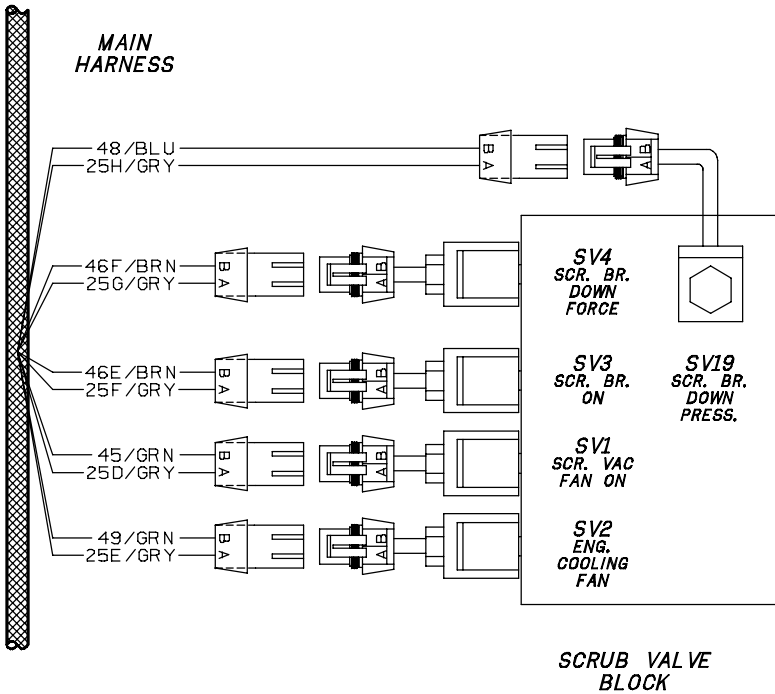 MAIN
HARNESS
48/BLU
25H/GRY
B
A
B
A
46F/BRN
25G/GRY
B
A
B
A
SV4
SCR. BR.
DOWN
FORCE
46E/BRN
25F/GRY
B
A
B
A
SV3
SCR. BR.
ON
SV19
SCR. BR.
DOWN
PRESS.
45/GRN
25D/GRY
B
A
B
A
SV1
SCR. VAC
FAN ON
49/GRN
25E/GRY
B
A
B
A
SV2
ENG.
COOLING
FAN
SCRUB VALVE
BLOCK